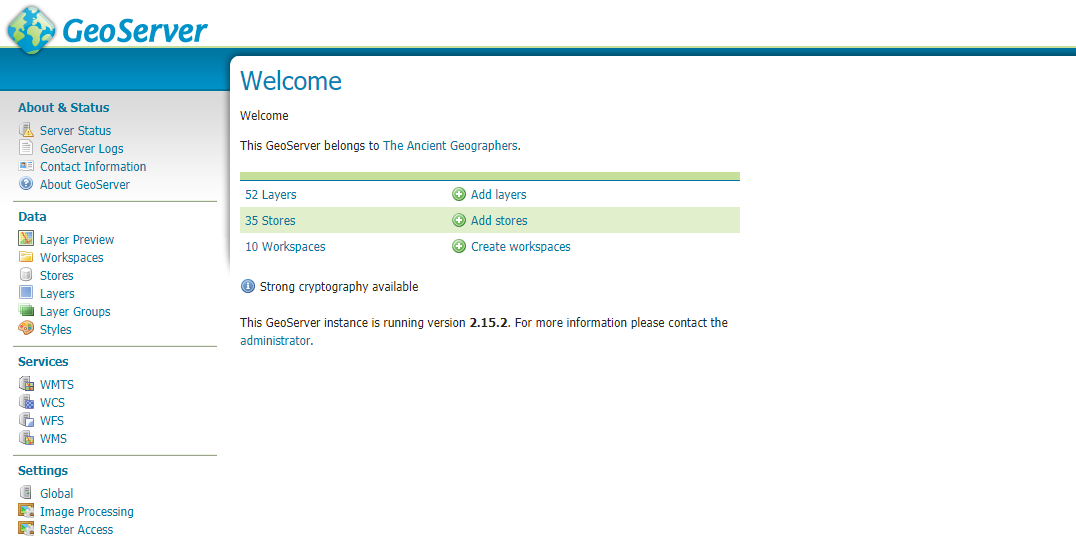 GeoServer
About & Status
Server Status
GeoServer Logs
Contact Information
About GeoServer
Data
Layer Preview
Workspaces
Stores
Layers
Layer Groups
Styles
Services
WMTS
WCS
WFS
WMS
Settings
Global
Image Processing
Raster Access
Welcome
Welcome
This GeoServer belongs to The Ancient Geographers.
52 Layers Add layers
35 Stores Add stores
10 Workspaces Create workspaces
Strong cryptography available
This GeoServer instance is running version 2.15.2. For more information please contact the
administrator.